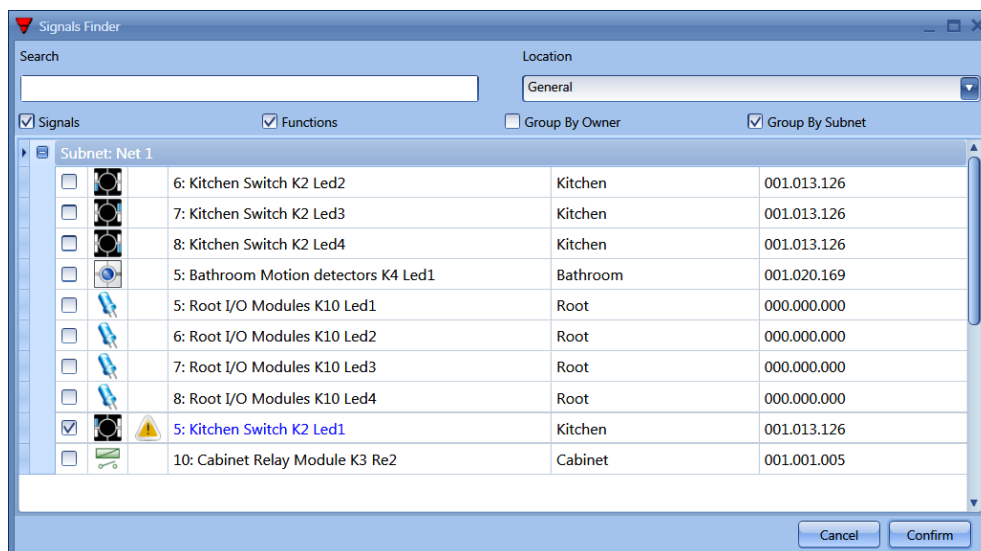 Signals Finder
Search Location
General
Signals Functions Group By Owner Group By Subnet
Subnet: Net 1
6: Kitchen Switch K2 Led2 Kitchen 001.013.126
7: Kitchen Switch K2 Led3 Kitchen 001.013.126
8: Kitchen Switch K2 Led4 Kitchen 001.013.126
5: Bathroom Motion detectors K4 Led1 Bathroom 001.020.169
5: Root I/O Modules K10 Led1 Root 000.000.000
6: Root I/O Modules K10 Led2 Root 000.000.000
7: Root I/O Modules K10 Led3 Root 000.000.000
8: Root I/O Modules K10 Led4 Root 000.000.000
5: Kitchen Switch K2 Led1 Kitchen 001.013.126
10: Cabinet Relay Module K3 Re2 Cabinet 001.001.005
Cancel Confirm